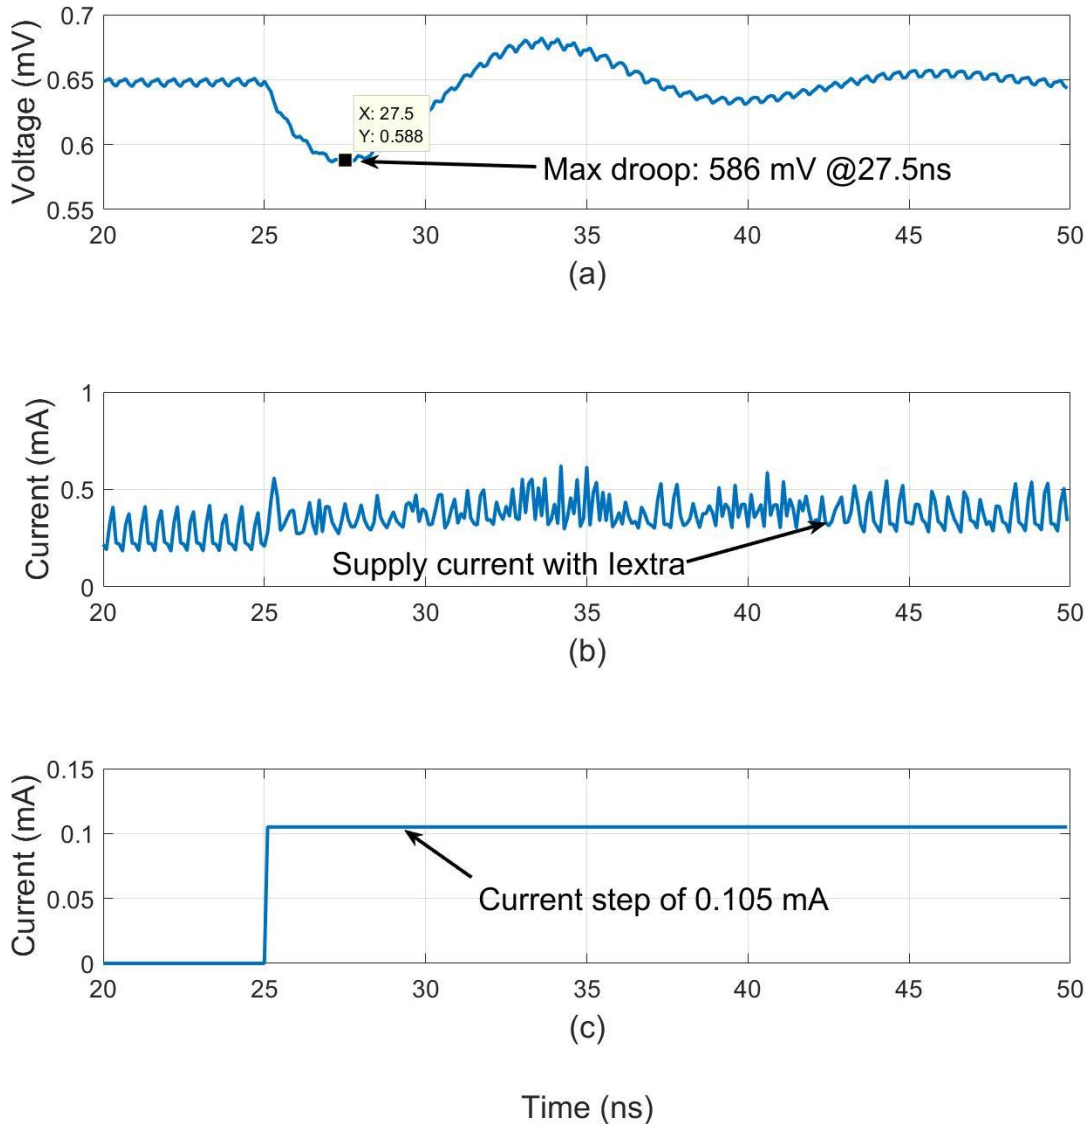 Voltage (mV)
0.7
0.65
0.6
0.55
X: 27.5
Y: 0.588
Max droop: 586 mV @27.5ns
20 25 30 35 40 45 50
(a)
Current (mA)
1
0.5
0
Supply current with Iextra
20 25 30 35 40 45 50
(b)
Current (mA)
0.15
0.1
0.05
0
Current step of 0.105 mA
20 25 30 35 40 45 50
(c)
Time (ns)